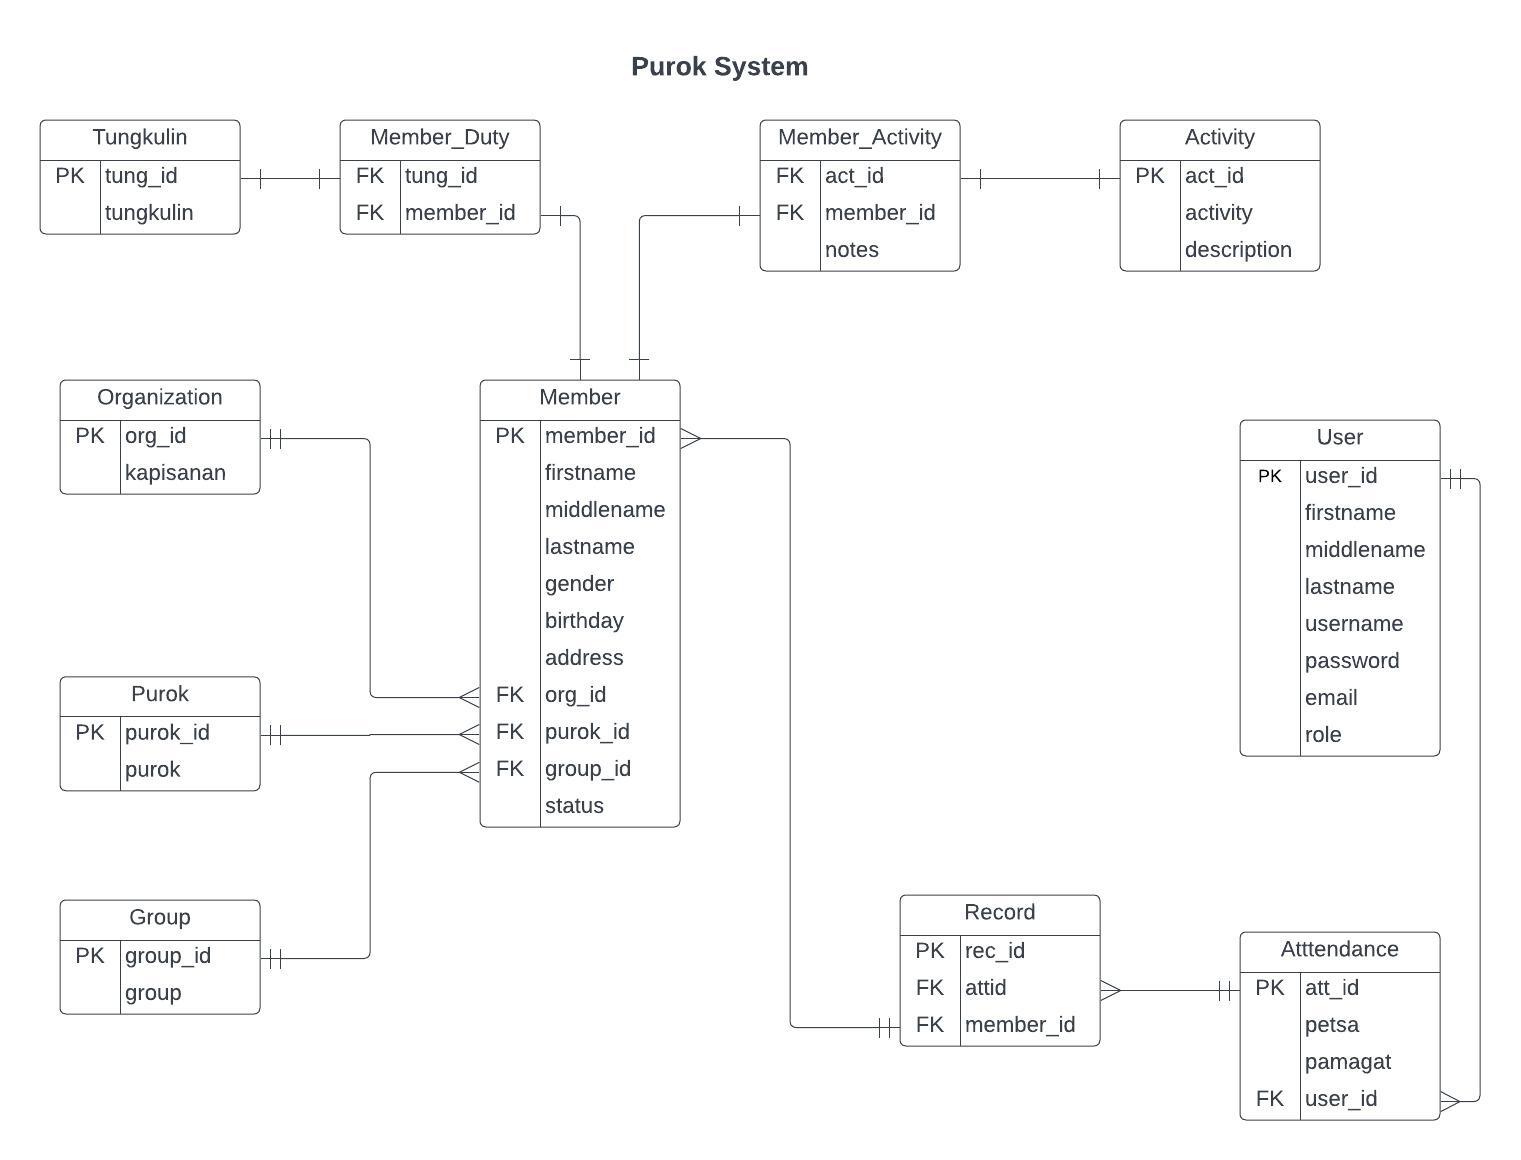 Purok System
Tungkulin
PK tung_id
tungkulin
Member_Duty
FK tung_id
FK member_id
Member_Activity
FK act_id
FK member_id
notes
Activity
PK act_id
activity
description
Organization
PK org_id
kapisanan
Member
PK member_id
firstname
middlename
lastname
gender
birthday
address
FK org_id
FK purok_id
FK group_id
status
User
PK user_id
firstname
middlename
lastname
username
password
email
role
Purok
PK purok_id
purok
Group
PK group_id
group
Record
PK rec_id
FK attid
FK member_id
Atttendance
PK att_id
petsa
pamagat
FK user_id